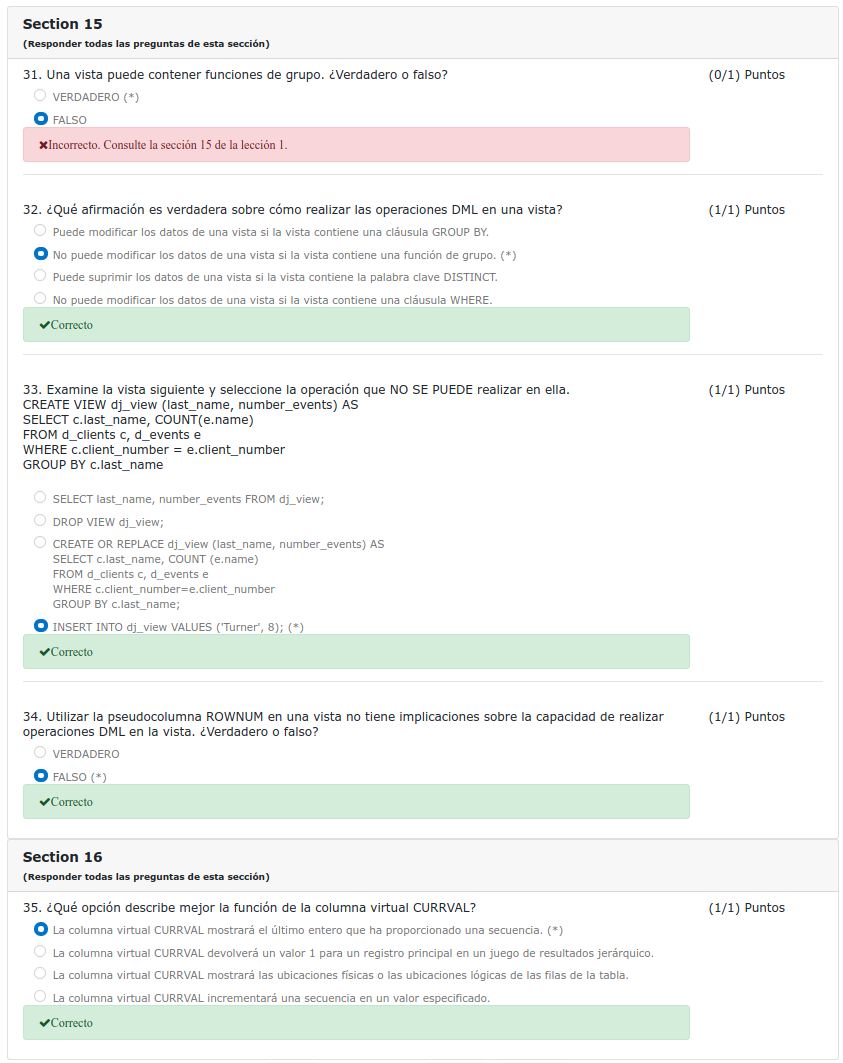 Section 15
(Responder todas las preguntas de esta sección)
31. Una vista puede contener funciones de grupo. ¿Verdadero o falso?
(0/1) Puntos
VERDADERO (*)
FALSO
✖Incorrecto. Consulte la sección 15 de la lección 1.
32. ¿Qué afirmación es verdadera sobre cómo realizar las operaciones DML en una vista?
(1/1) Puntos
Puede modificar los datos de una vista si la vista contiene una cláusula GROUP BY.
No puede modificar los datos de una vista si la vista contiene una función de grupo. (*)
Puede suprimir los datos de una vista si la vista contiene la palabra clave DISTINCT.
No puede modificar los datos de una vista si la vista contiene una cláusula WHERE.
✔Correcto
33. Examine la vista siguiente y seleccione la operación que NO SE PUEDE realizar en ella.
(1/1) Puntos
CREATE VIEW dj_view (last_name, number_events) AS
SELECT c.last_name, COUNT(e.name)
FROM d_clients c, d_events e
WHERE c.client_number = e.client_number
GROUP BY c.last_name
SELECT last_name, number_events FROM dj_view;
DROP VIEW dj_view;
CREATE OR REPLACE dj_view (last_name, number_events) AS
SELECT c.last_name, COUNT (e.name)
FROM d_clients c, d_events e
WHERE c.client_number=e.client_number
GROUP BY c.last_name;
INSERT INTO dj_view VALUES ('Turner', 8); (*)
✔Correcto
34. Utilizar la pseudocolumna ROWNUM en una vista no tiene implicaciones sobre la capacidad de realizar
(1/1) Puntos
operaciones DML en la vista. ¿Verdadero o falso?
VERDADERO
FALSO (*)
✔Correcto
Section 16
(Responder todas las preguntas de esta sección)
35. ¿Qué opción describe mejor la función de la columna virtual CURRVAL?
(1/1) Puntos
La columna virtual CURRVAL mostrará el último entero que ha proporcionado una secuencia. (*)
La columna virtual CURRVAL devolverá un valor 1 para un registro principal en un juego de resultados jerárquico.
La columna virtual CURRVAL mostrará las ubicaciones físicas o las ubicaciones lógicas de las filas de la tabla.
La columna virtual CURRVAL incrementará una secuencia en un valor especificado.
✔Correcto